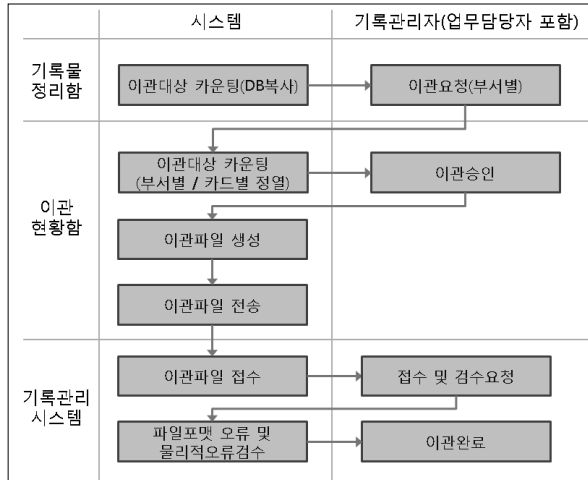 시스템
기록관리자(업무담당자 포함)
기록물
정리함
이관대상 카운팅(DB복사)
이관요청(부서별)
이관
현황함
이관대상 카운팅
(부서별 / 카드별 정열)
이관승인
이관파일 생성
이관파일 전송
기록관리
시스템
이관파일 접수
접수 및 검수요청
파일포맷 오류 및
물리적오류검수
이관완료